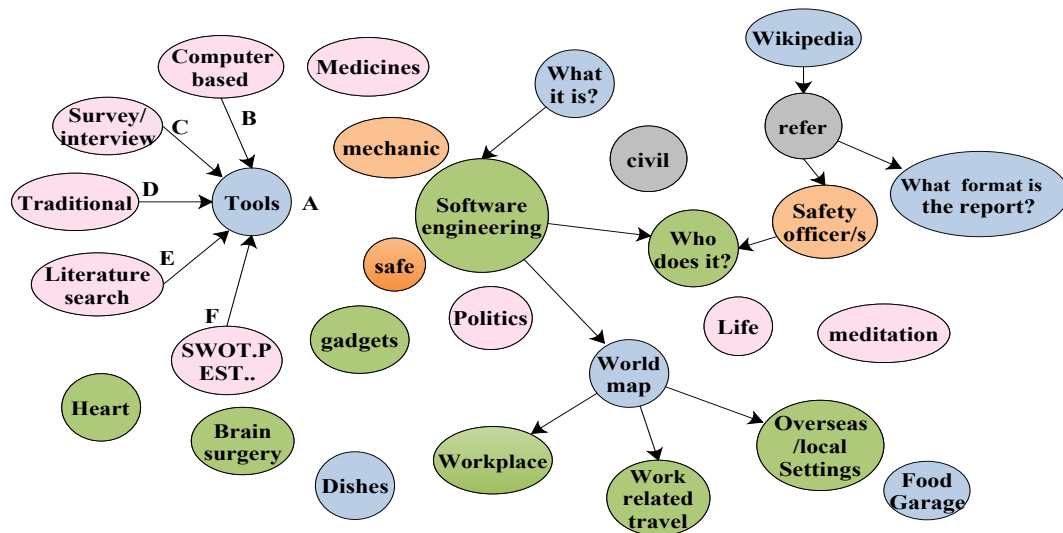 Computer
based
Medicines
What
it is?
Wikipedia
Survey/
interview
C
B
mechanic
civil
refer
Traditional
D
Tools
A
Software
engineering
What  format is
the report?
Safety
officer/s
Who
does it?
Literature
search
E
safe
F
SWOT.P
EST..
gadgets
Politics
Life
meditation
World
map
Heart
Brain
surgery
Workplace
Overseas
/local
Settings
Dishes
Work
related
travel
Food
Garage